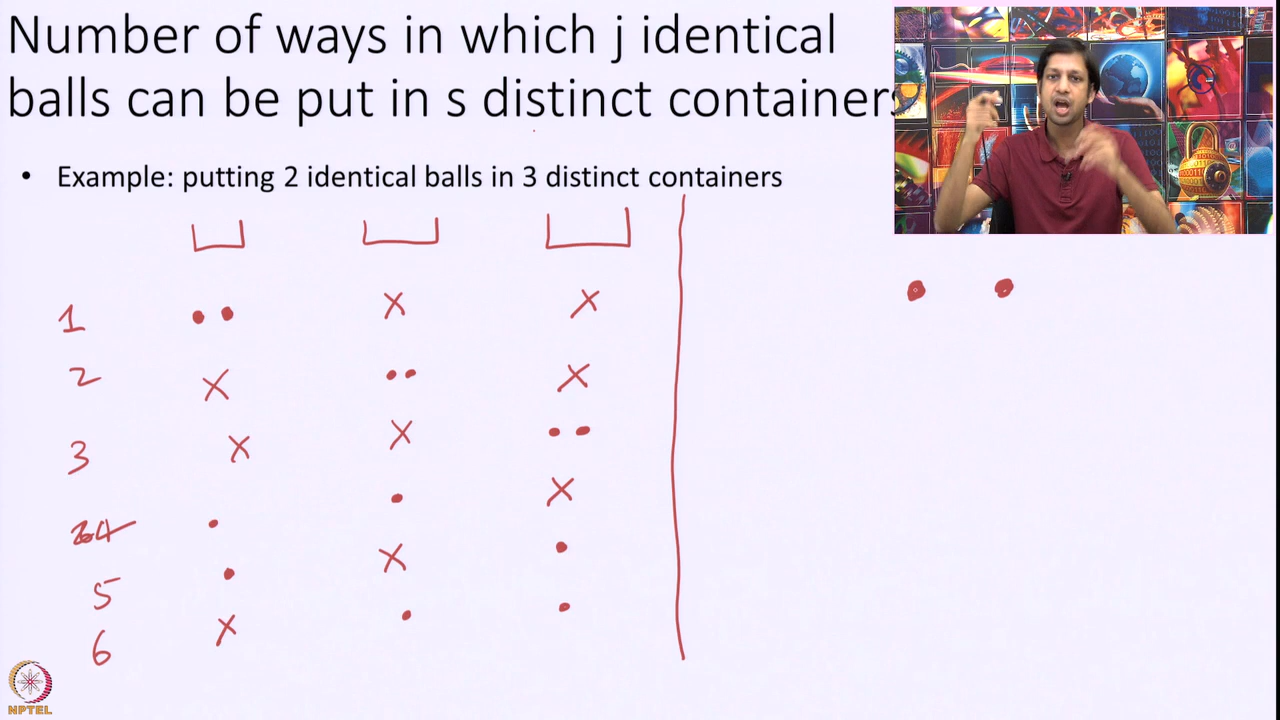 Number of ways in which j identical
balls can be put in s distinct containers
• Example: putting 2 identical balls in 3 distinct containers
1 •• X X
2 X •• X
3 X X ••
• • X
5 • X •
6 X • •
NPTEL